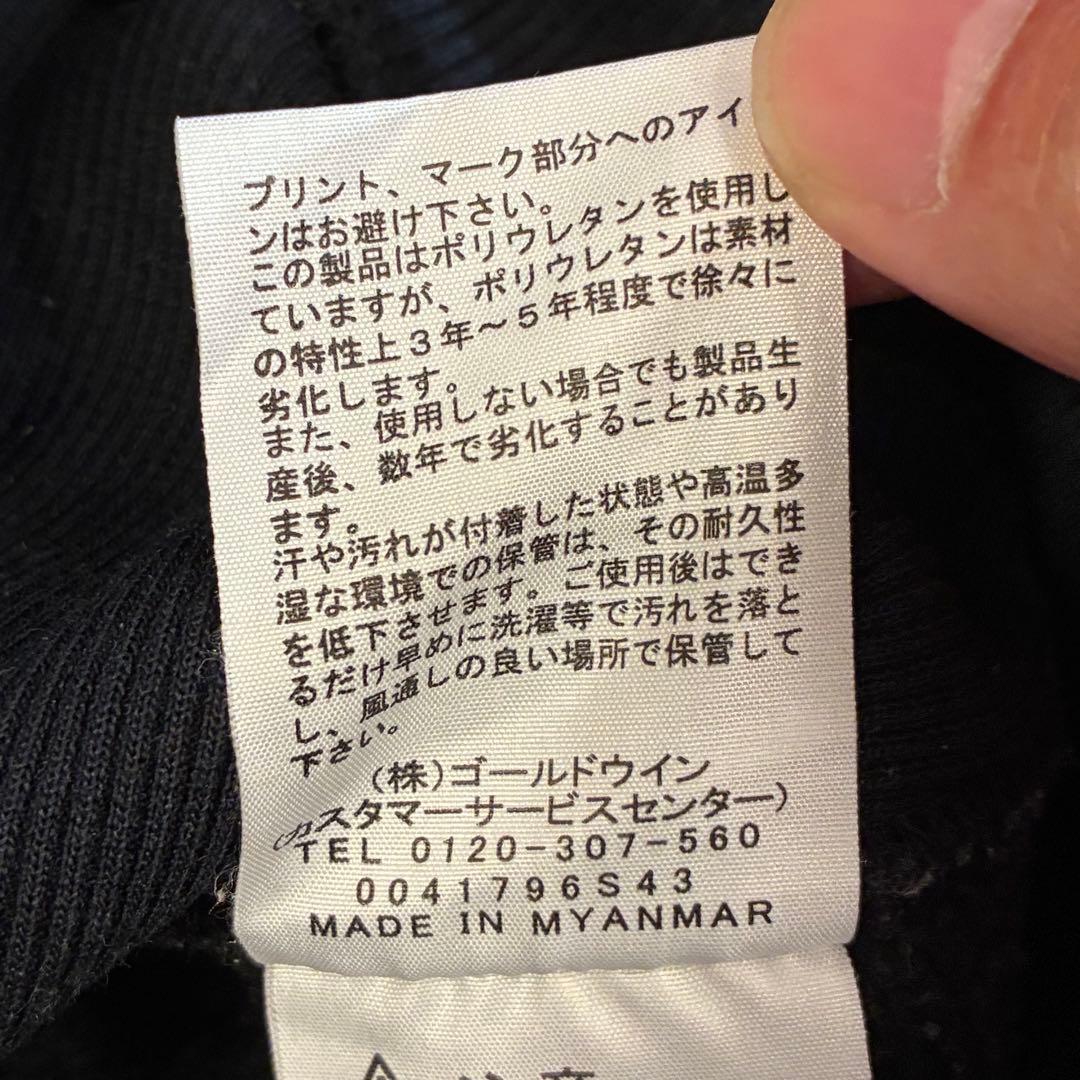 プリント、マーク部分へのアイ
ンはお避け下さい。
この製品はポリウレタンを使用し
ていますが、ポリウレタンは素材
の特性上3年～5年程度で徐々に
劣化します。
また、使用しない場合でも製品生
産後、数年で劣化することがあり
ます。
汗や汚れが付着した状態や高温多
湿な環境での保管は、その耐久性
を低下させます。ご使用後はでき
るだけ早めに洗濯等で汚れを落と
し、風通しの良い場所で保管して
下さい。
(株)ゴールドウイン
(カスタマーサービスセンター)
TEL 0120-307-560
0041796S43
MADE IN MYANMAR